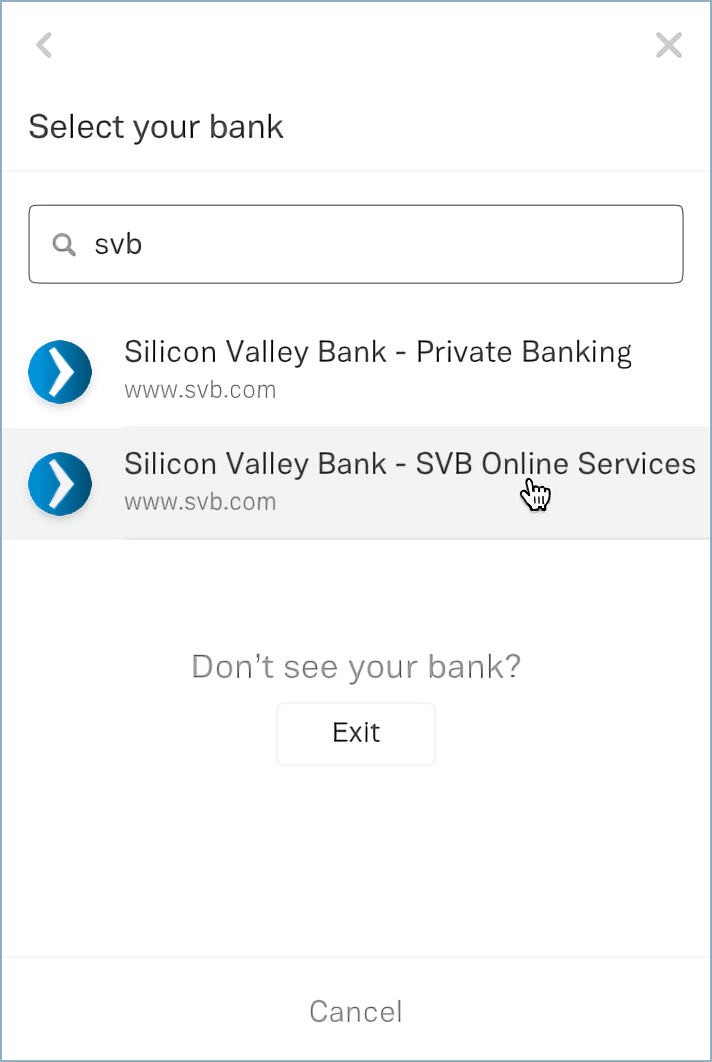 Select your bank
svb
Silicon Valley Bank - Private Banking
www.svb.com
Silicon Valley Bank - SVB Online Services
www.svb.com
Don’t see your bank?
Exit
Cancel